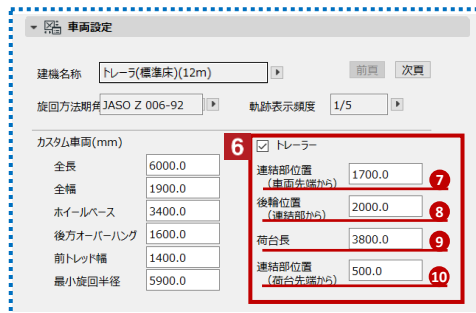 車両設定
建機名称 トレーラ(標準床)(12m) 前頁 次頁
旋回方法期角 JASO Z 006-92 軌跡表示頻度 1/5
カスタム車両(mm)
全長 6000.0
全幅 1900.0
ホイールベース 3400.0
後方オーバーハング 1600.0
前トレッド幅 1400.0
最小旋回半径 5900.0
6 トレーラー
連結部位置
(車両先端から) 1700.0 7
後輪位置
(連結部から) 2000.0 8
荷台長 3800.0 9
連結部位置
(荷台先端から) 500.0 10